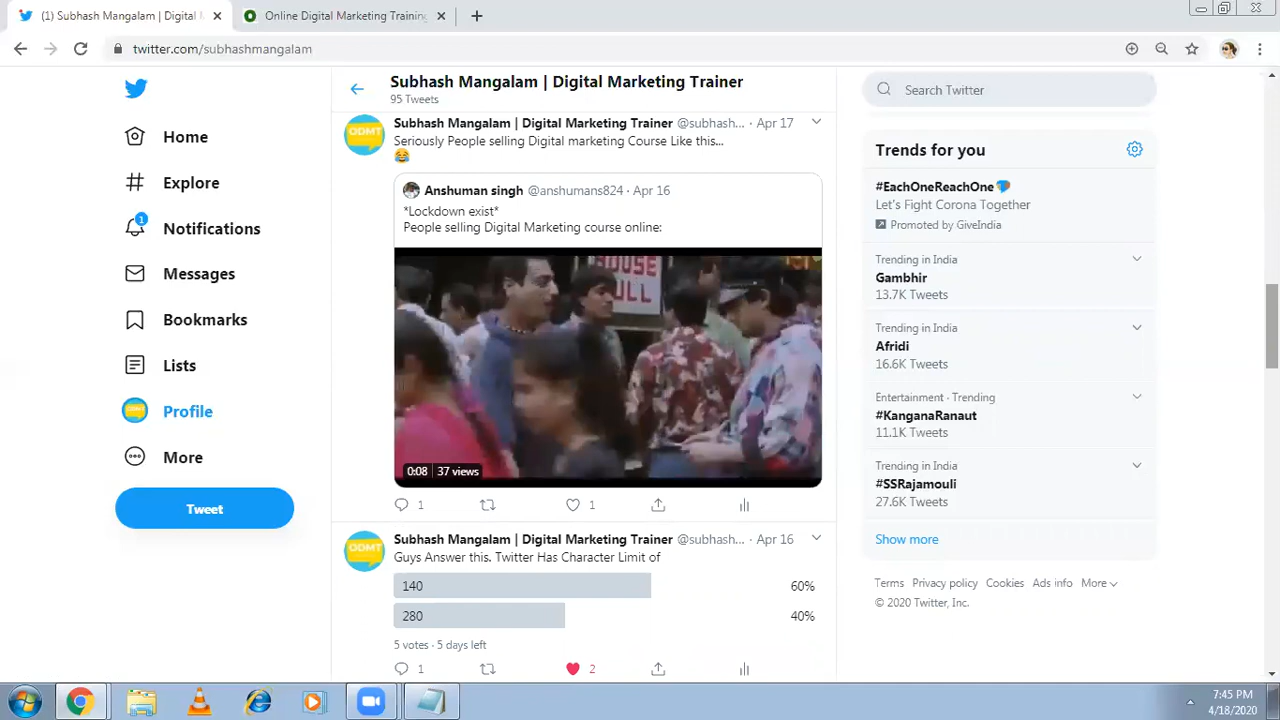 (1) Subhash Mangalam | Digital M
Online Digital Marketing Training
twitter.com/subhashmangalam
Home
Explore
1
Notifications
Messages
Bookmarks
Lists
ODMT
Profile
More
Tweet
Subhash Mangalam | Digital Marketing Trainer
95 Tweets
ODMT
Subhash Mangalam | Digital Marketing Trainer @subhash... · Apr 17
Seriously People selling Digital marketing Course Like this...
😂
Anshuman singh @anshumans824 · Apr 16
*Lockdown exist*
People selling Digital Marketing course online:
0:08 37 views
1 1
ODMT
Subhash Mangalam | Digital Marketing Trainer @subhash... · Apr 16
Guys Answer this. Twitter Has Character Limit of
140 60%
280 40%
5 votes · 5 days left
1 2
Search Twitter
Trends for you
#EachOneReachOne
Let's Fight Corona Together
Promoted by GiveIndia
Trending in India
Gambhir
13.7K Tweets
Trending in India
Afridi
16.6K Tweets
Entertainment · Trending
#KanganaRanaut
11.1K Tweets
Trending in India
#SSRajamouli
27.6K Tweets
Show more
Terms Privacy policy Cookies Ads info More
© 2020 Twitter, Inc.
7:45 PM
4/18/2020